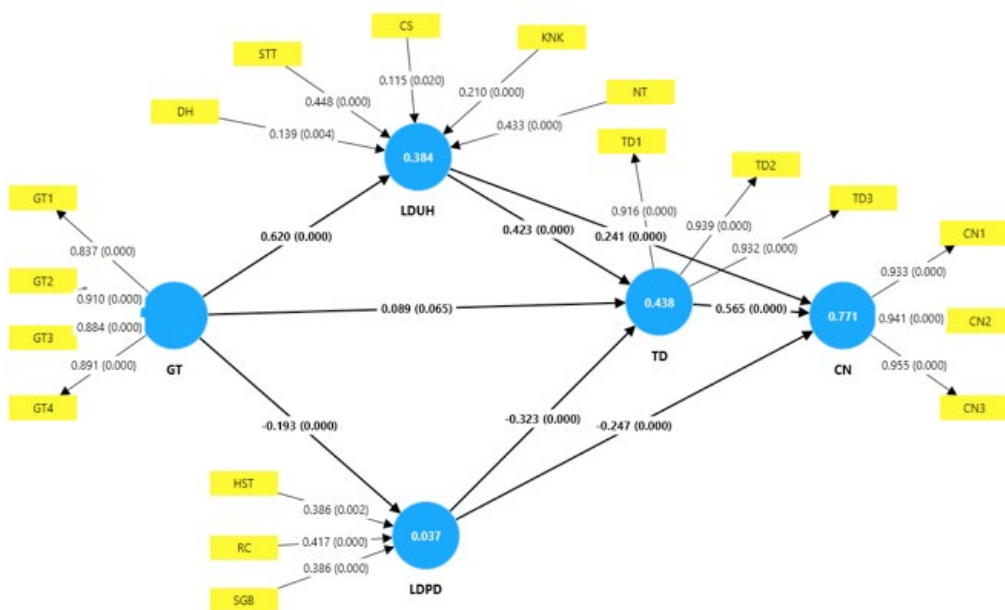 CS
STT
KNK
DH
NT
0.115 (0.020)
0.448 (0.000)
0.210 (0.000)
0.139 (0.004)
0.433 (0.000)
0.384
LDUH
TD1
TD2
TD3
0.916 (0.000)
0.939 (0.000)
0.932 (0.000)
GT1
GT2
GT3
GT4
0.837 (0.000)
0.910 (0.000)
0.884 (0.000)
0.891 (0.000)
GT
0.620 (0.000)
0.423 (0.000)
0.241 (0.000)
0.089 (0.065)
0.438
TD
0.565 (0.000)
0.771
CN
CN1
CN2
CN3
0.933 (0.000)
0.941 (0.000)
0.955 (0.000)
-0.193 (0.000)
-0.323 (0.000)
-0.247 (0.000)
HST
RC
SGB
0.386 (0.002)
0.417 (0.000)
0.386 (0.000)
0.037
LDPD